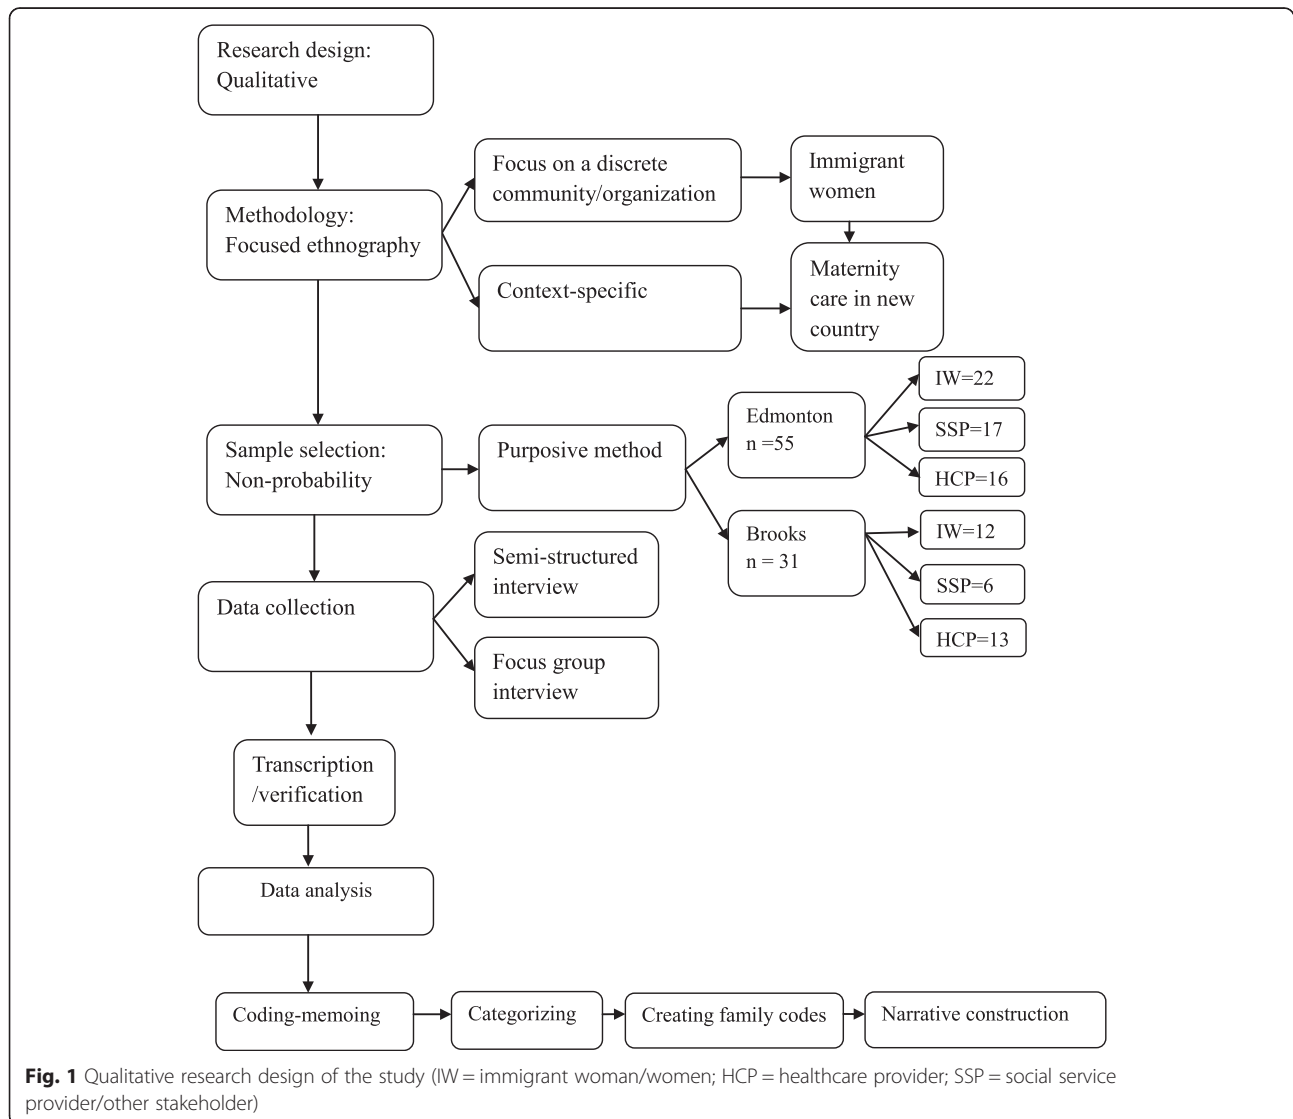 Research design:
Qualitative
Methodology:
Focused ethnography
Focus on a discrete
community/organization
Immigrant
women
Context-specific
Maternity
care in new
country
Sample selection:
Non-probability
Purposive method
Edmonton
n =55
IW=22
SSP=17
HCP=16
Brooks
n = 31
IW=12
SSP=6
HCP=13
Data collection
Semi-structured
interview
Focus group
interview
Transcription
/verification
Data analysis
Coding-memoing
Categorizing
Creating family codes
Narrative construction
Fig. 1 Qualitative research design of the study (IW = immigrant woman/women; HCP = healthcare provider; SSP = social service
provider/other stakeholder)